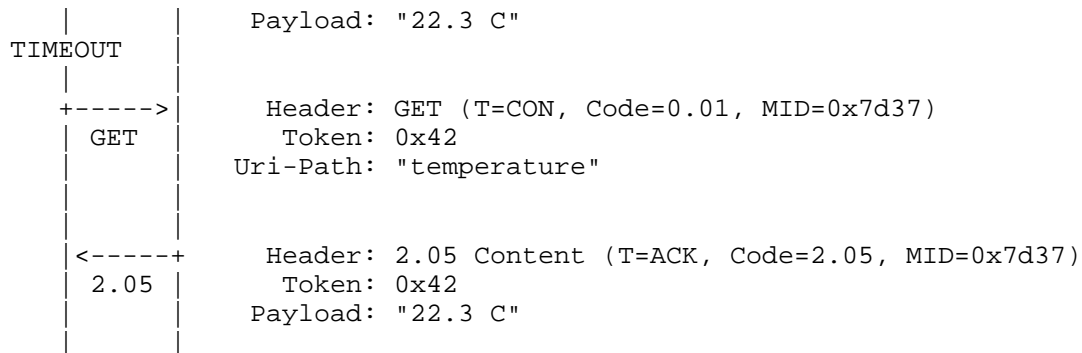 |         |     Payload: "22.3 C"
TIMEOUT   |
|         |
+----->|      Header: GET (T=CON, Code=0.01, MID=0x7d37)
| GET  |       Token: 0x42
|      |    Uri-Path: "temperature"
|      |
|      |
|<-----+      Header: 2.05 Content (T=ACK, Code=2.05, MID=0x7d37)
| 2.05 |       Token: 0x42
|      |     Payload: "22.3 C"
|      |